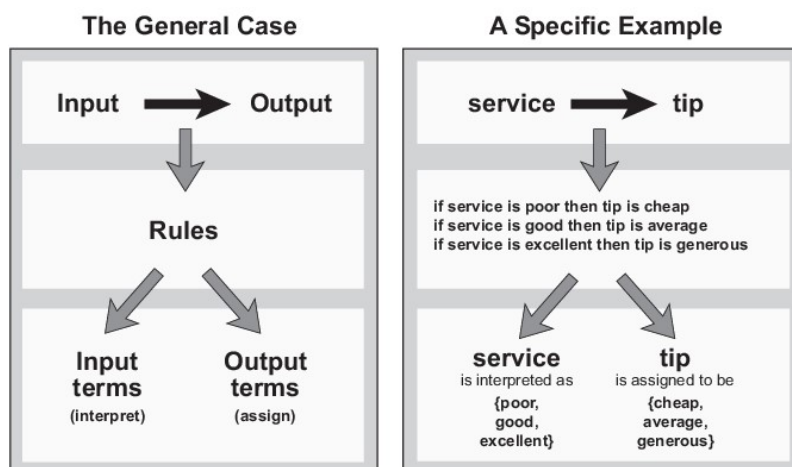 The General Case
Input Output
Rules
Input
terms
(interpret)
Output
terms
(assign)
A Specific Example
service tip
if service is poor then tip is cheap
if service is good then tip is average
if service is excellent then tip is generous
service
is interpreted as
{poor,
good,
excellent}
tip
is assigned to be
{cheap,
average,
generous}